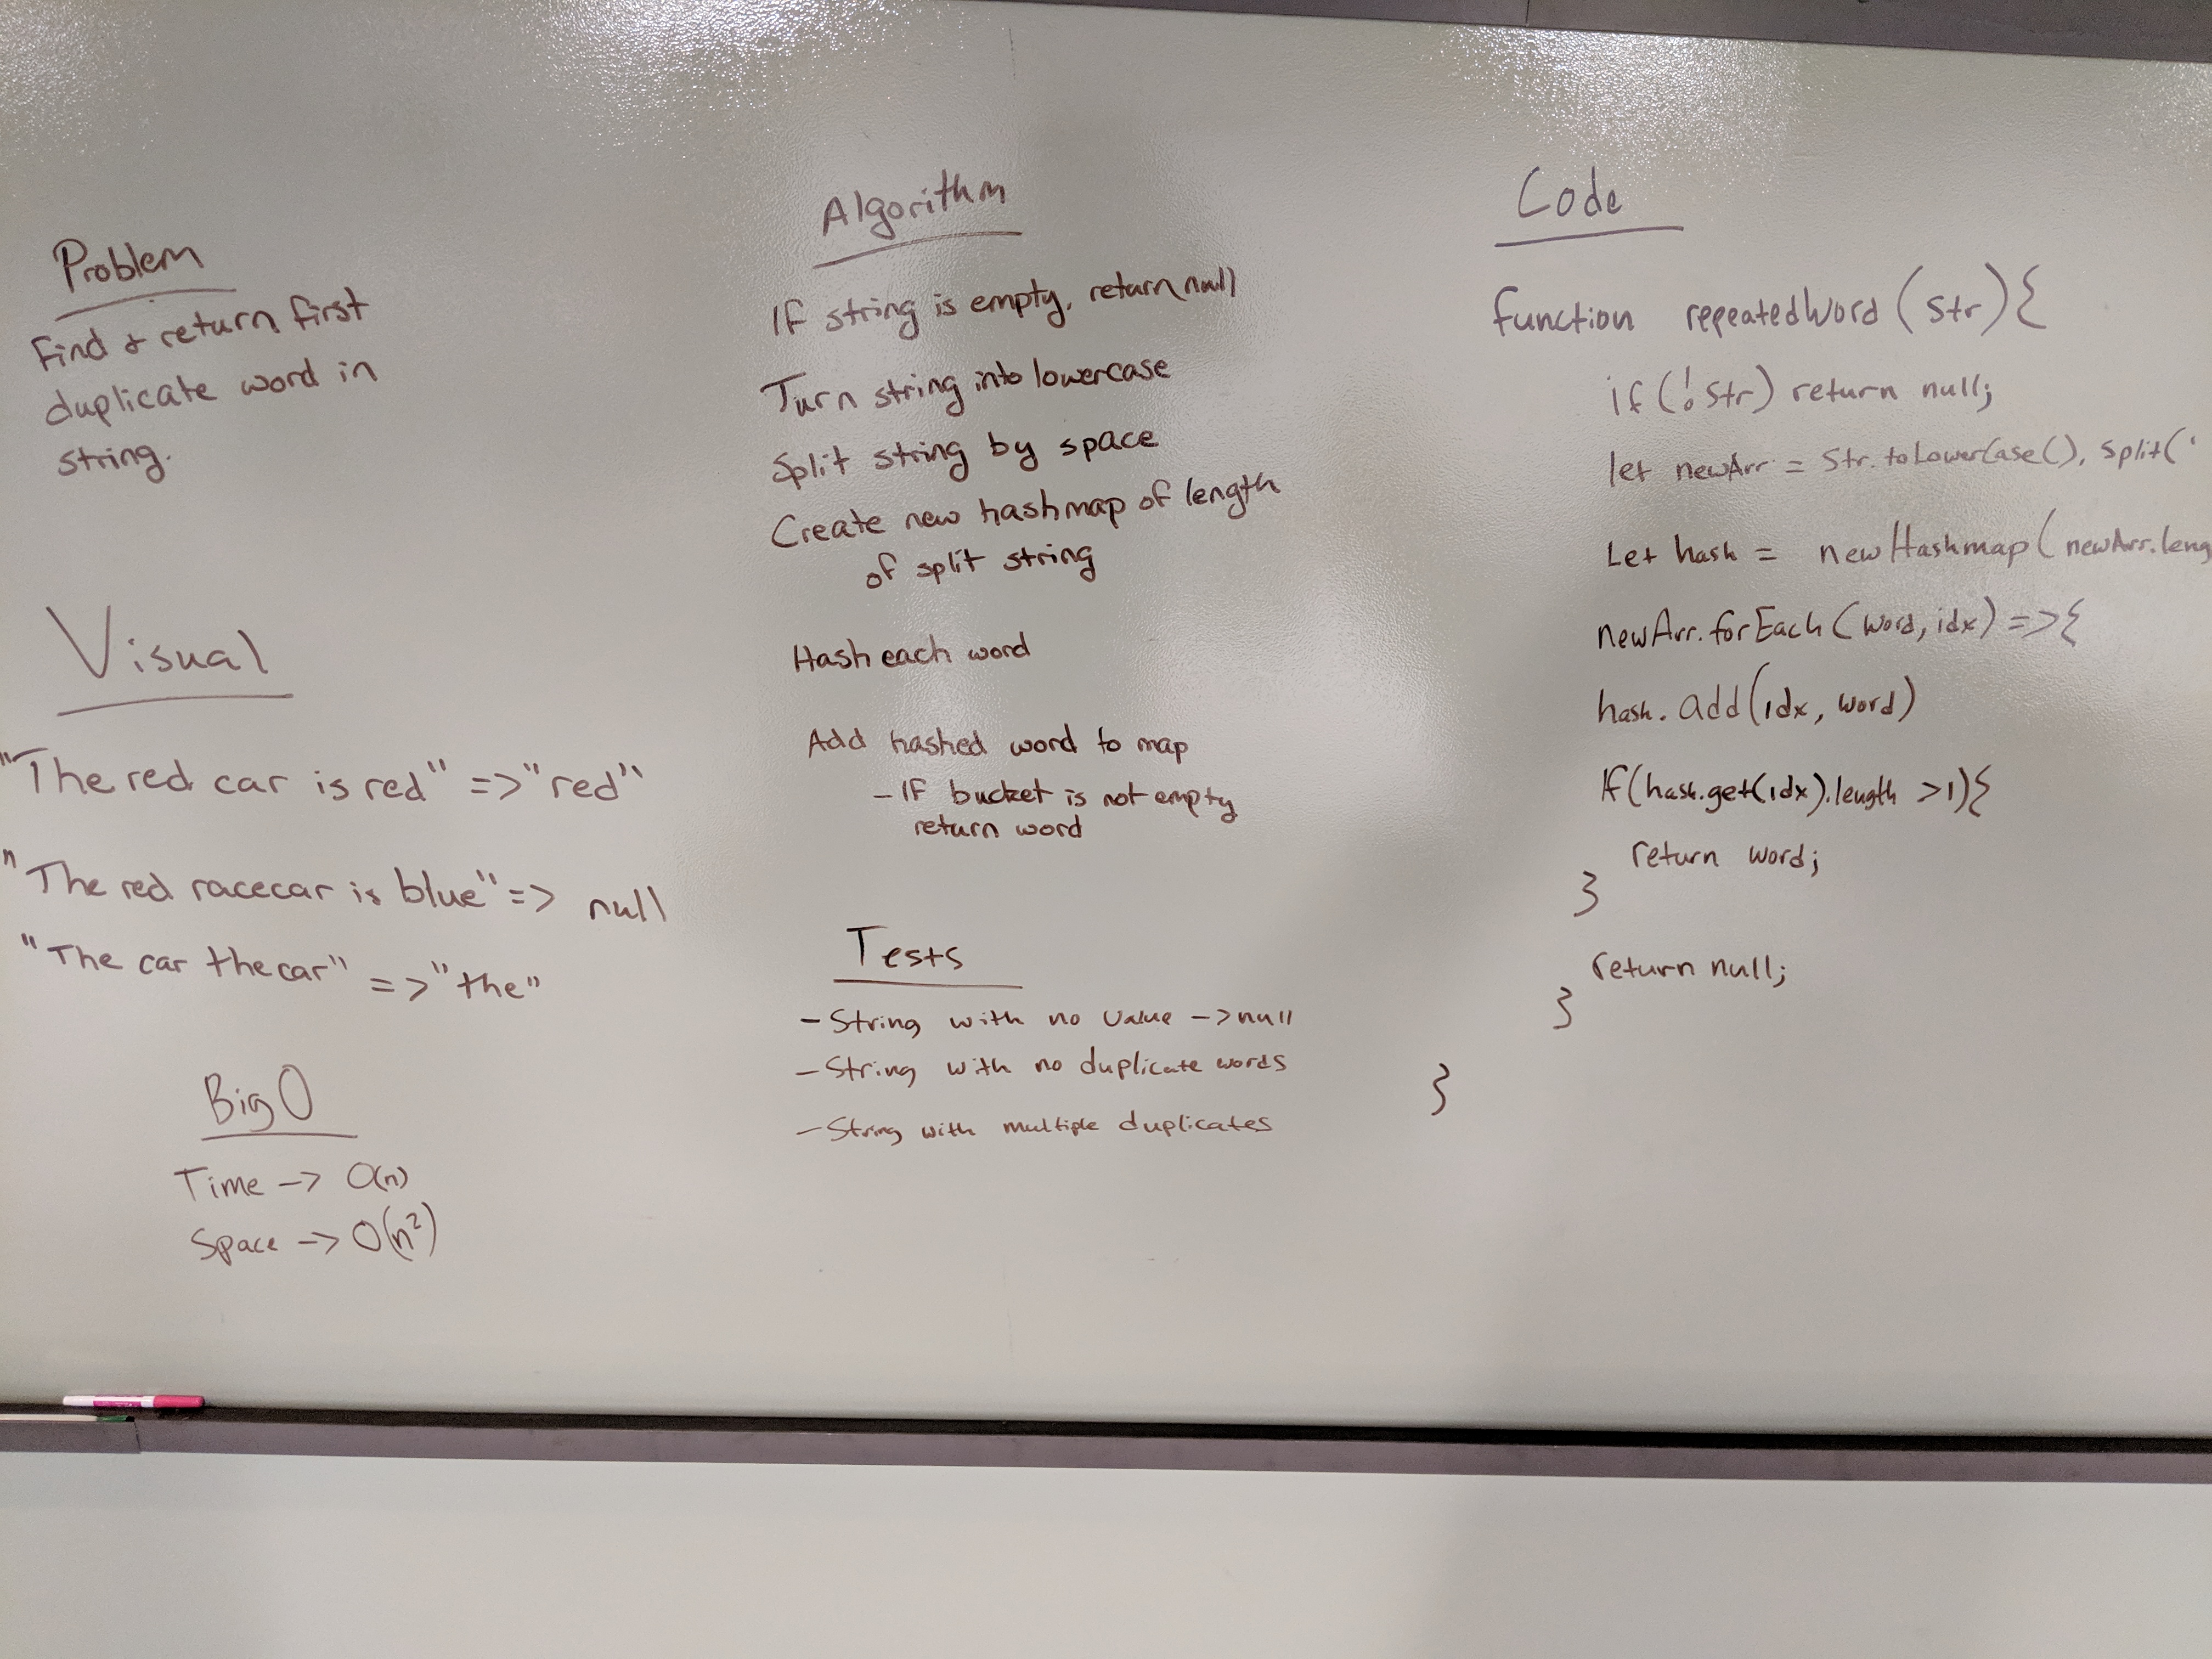 Problem
Find & return first
duplicate word in
string.
Visual
"The red car is red" => "red"
"The red racecar is blue" => null
"The car the car" => "the"
Big O
Time -> O(n)
Space -> O(n²)
Algorithm
If string is empty, return null
Turn string into lowercase
Split string by space
Create new hashmap of length
of split string
Hash each word
Add hashed word to map
- If bucket is not empty
return word
Tests
- String with no value -> null
- String with no duplicate words
- String with multiple duplicates
Code
function repeatedWord (str){
if (!str) return null;
let newArr = str.toLowerCase(), split('
Let hash = new Hashmap(newArr.leng
newArr.forEach(word, idx) =>{
hash.add(idx, word)
If(hash.get(idx).length >1){
return word;
}
return null;
}
}